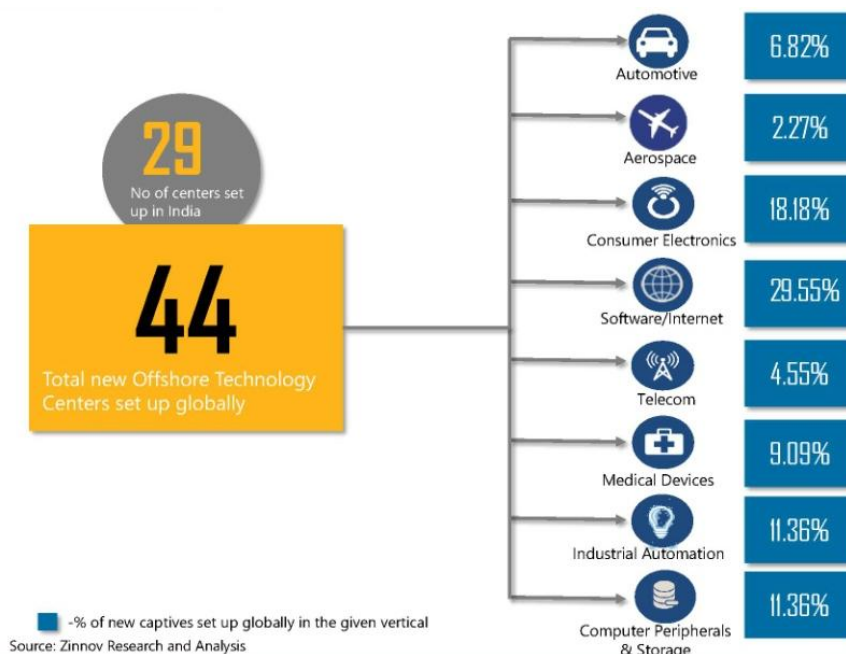 29
No of centers set
up in India
44
Total new Offshore Technology
Centers set up globally
Automotive
6.82%
Aerospace
2.27%
Consumer Electronics
18.18%
Software/Internet
29.55%
Telecom
4.55%
Medical Devices
9.09%
Industrial Automation
11.36%
Computer Peripherals
& Storage
11.36%
-% of new captives set up globally in the given vertical
Source: Zinnov Research and Analysis